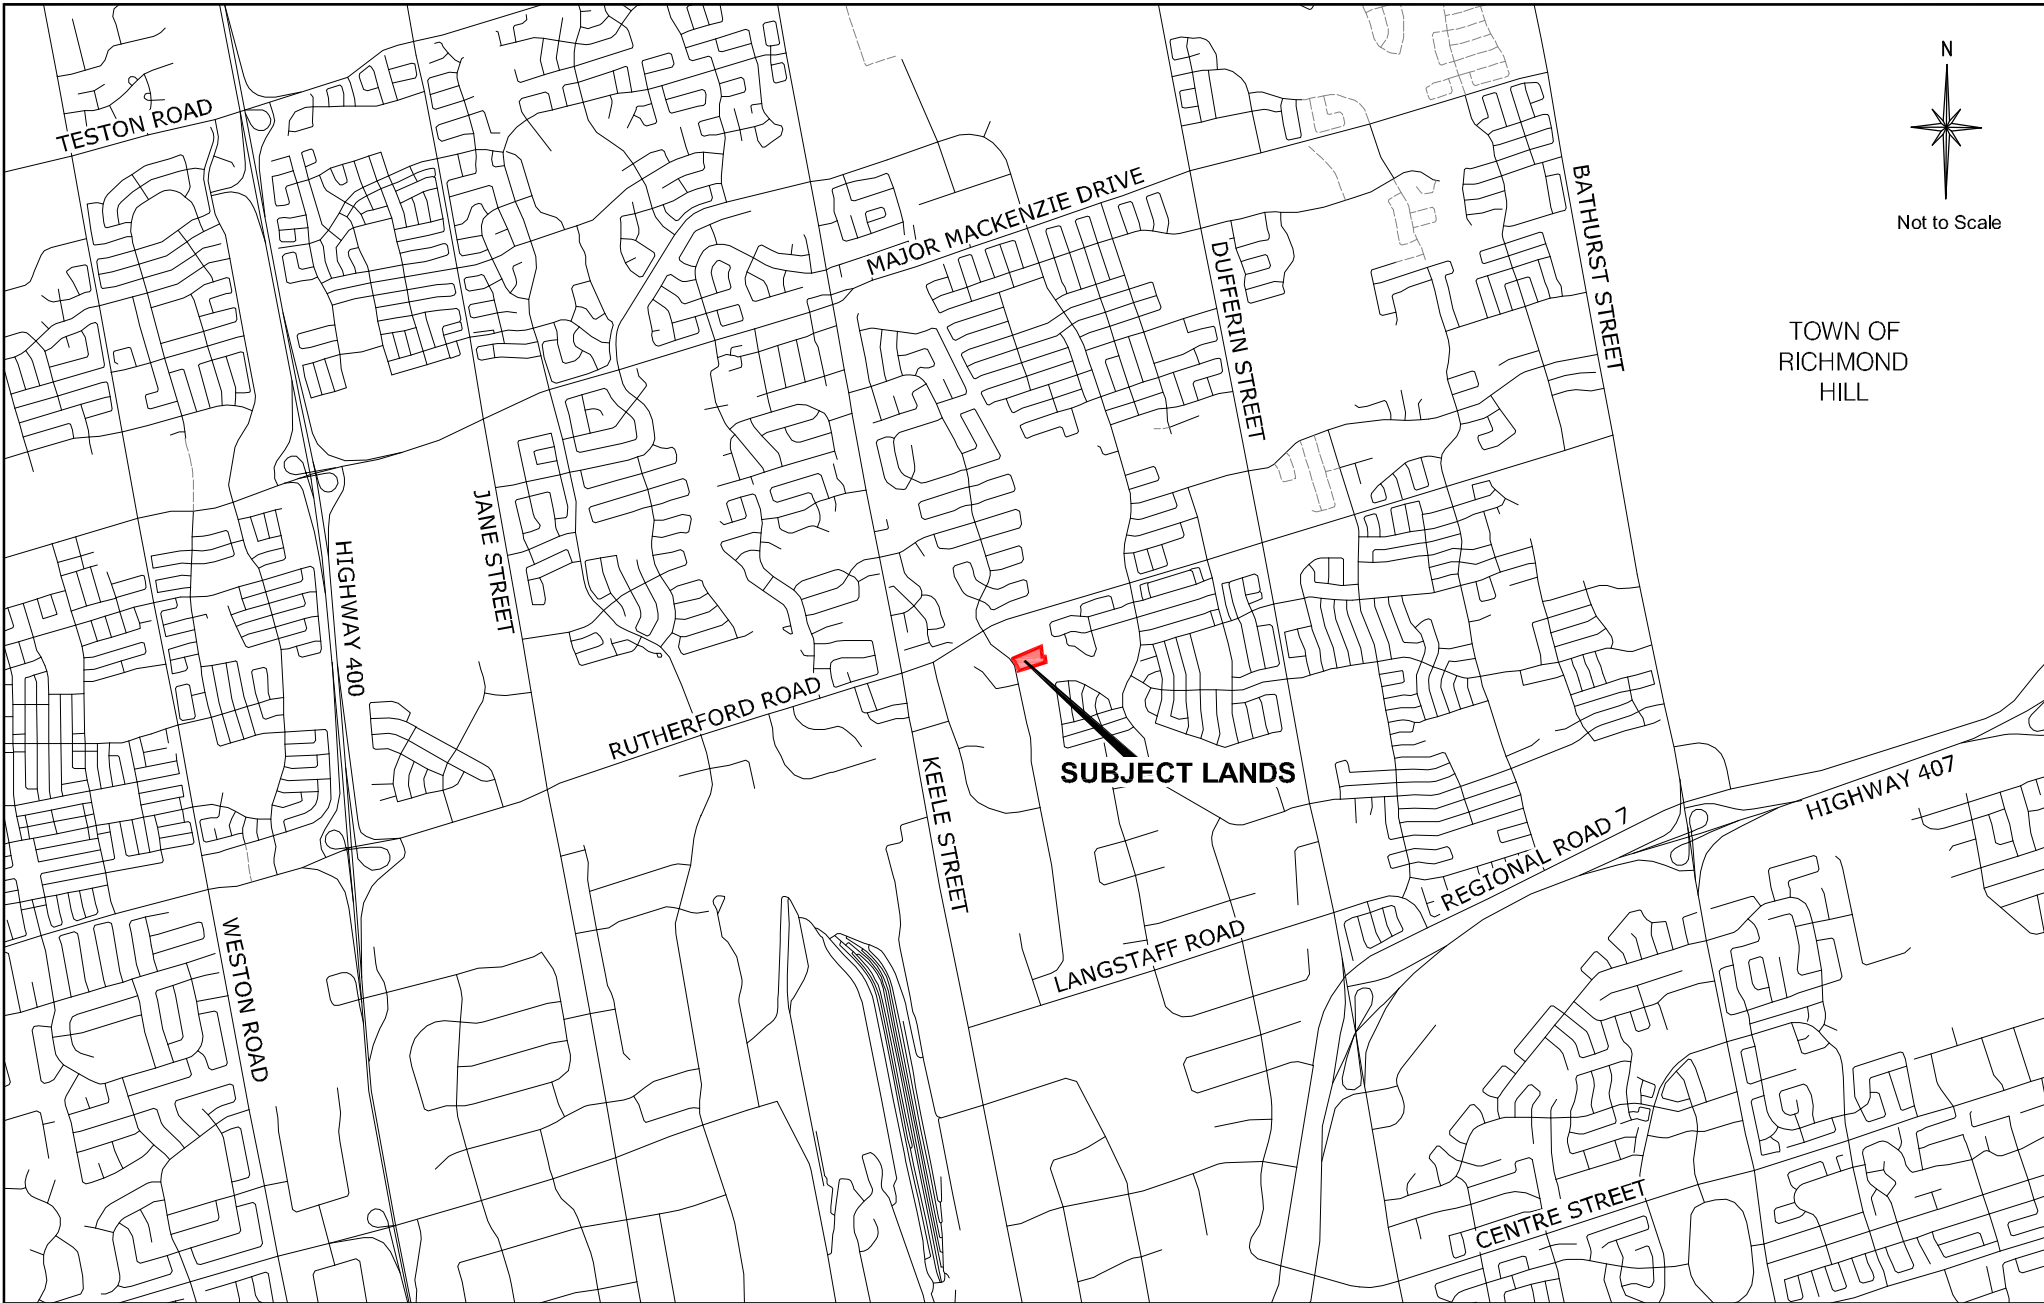 N
Not to Scale
TESTON ROAD
MAJOR MACKENZIE DRIVE
BATHURST STREET
DUFFERIN STREET
TOWN OF
RICHMOND
HILL
JANE STREET
HIGHWAY 400
RUTHERFORD ROAD
KEELE STREET
SUBJECT LANDS
HIGHWAY 407
REGIONAL ROAD 7
LANGSTAFF ROAD
WESTON ROAD
CENTRE STREET